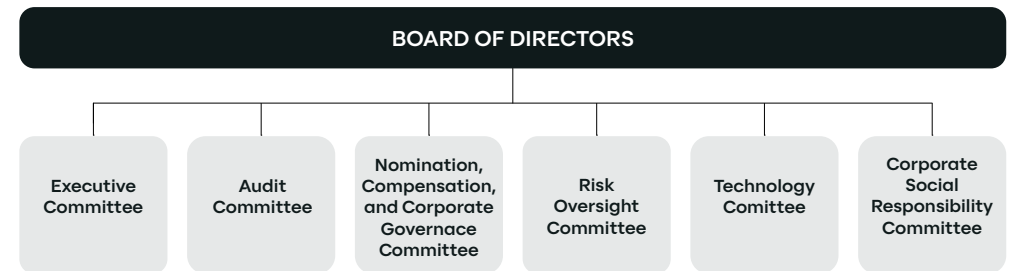 BOARD OF DIRECTORS
Executive
Committee
Audit
Committee
Nomination,
Compensation,
and Corporate
Governace
Committee
Risk
Oversight
Committee
Technology
Comittee
Corporate
Social
Responsibility
Committee